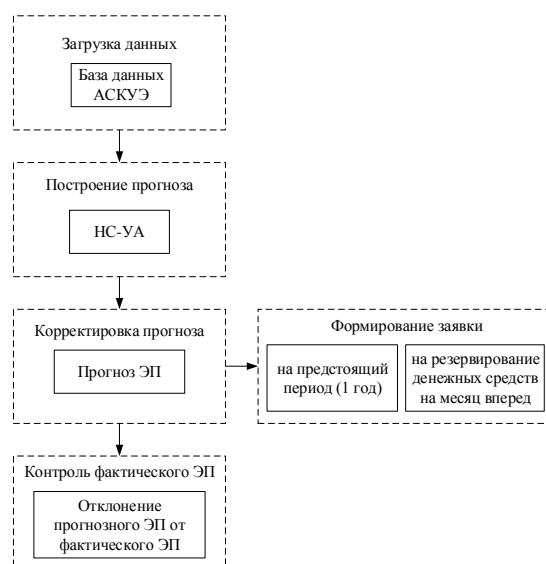 Загрузка данных
База данных
АСКУЭ
Построение прогноза
НС-УА
Корректировка прогноза
Прогноз ЭП
Формирование заявки
на предстоящий
период (1 год)
на резервирование
денежных средств
на месяц вперед
Контроль фактического ЭП
Отклонение
прогнозного ЭП от
фактического ЭП